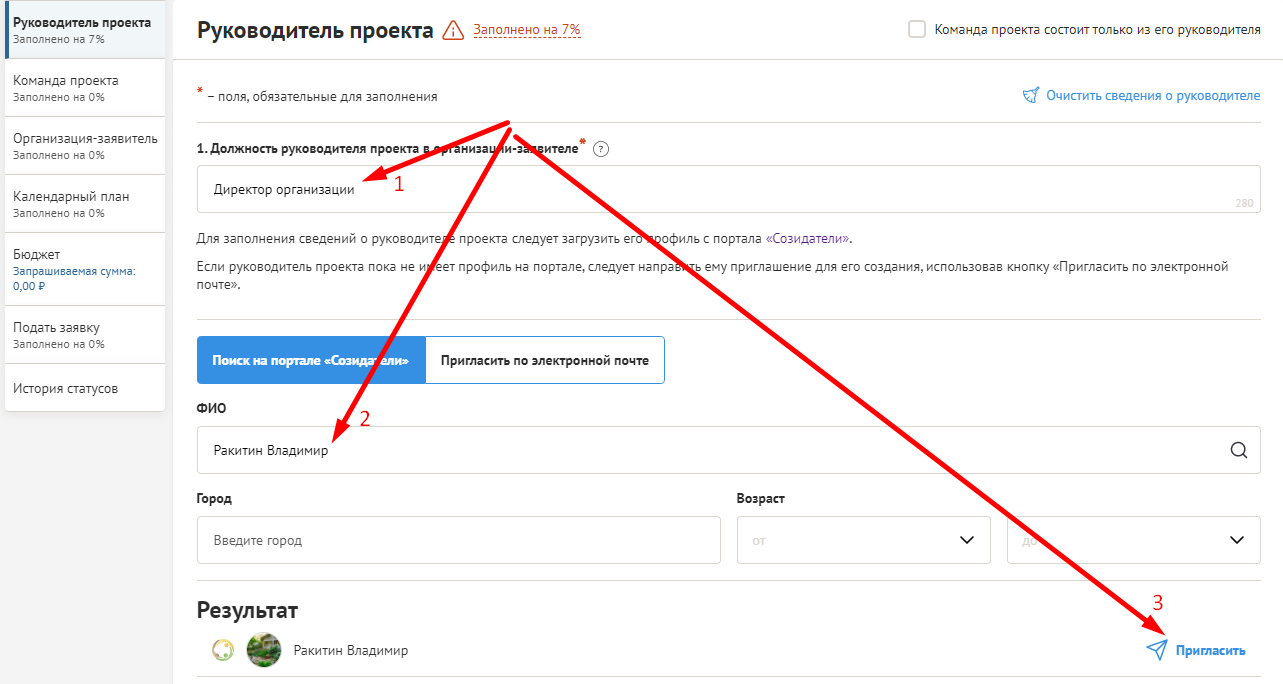 Руководитель проекта
Заполнено на 7%
Команда проекта
Заполнено на 0%
Организация-заявитель
Заполнено на 0%
Календарный план
Заполнено на 0%
Бюджет
Запрашиваемая сумма:
0,00 ₽
Подать заявку
Заполнено на 0%
История статусов
Руководитель проекта Заполнено на 7% Команда проекта состоит только из его руководителя
* – поля, обязательные для заполнения Очистить сведения о руководителе
1. Должность руководителя проекта в организации-заявителе* ?
Директор организации 1
280
Для заполнения сведений о руководителе проекта следует загрузить его профиль с портала «Созидатели».
Если руководитель проекта пока не имеет профиль на портале, следует направить ему приглашение для его создания, использовав кнопку «Пригласить по электронной
почте».
Поиск на портале «Созидатели» Пригласить по электронной почте
ФИО 2
Ракитин Владимир
Город Возраст
Введите город от до
Результат 3
Ракитин Владимир Пригласить